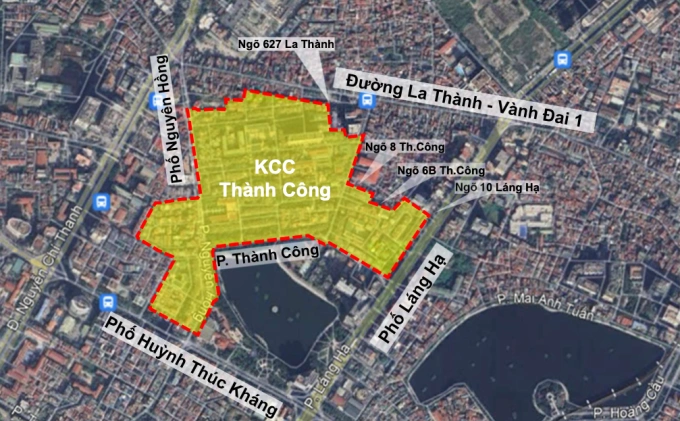 Ngõ 627 La Thành
Đường La Thành - Vành Đai 1
Phố Nguyên Hồng
Ngõ 8 Th.Công
KCC
Thành Công
Ngõ 6B Th.Công
Ngõ 10 Láng Hạ
Đ. Nguyễn Chí Thanh
P. Thành Công
Phố Láng Hạ
P. Mai Anh Tuấn
Phố Huỳnh Thúc Kháng
P. Láng Hạ
P. Hoàng Cầu